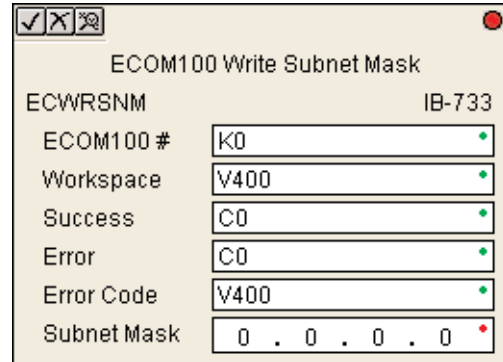 ECOM100 Write Subnet Mask
ECWRSNM IB-733
ECOM100 # K0
Workspace V400
Success C0
Error C0
Error Code V400
Subnet Mask 0 . 0 . 0 . 0